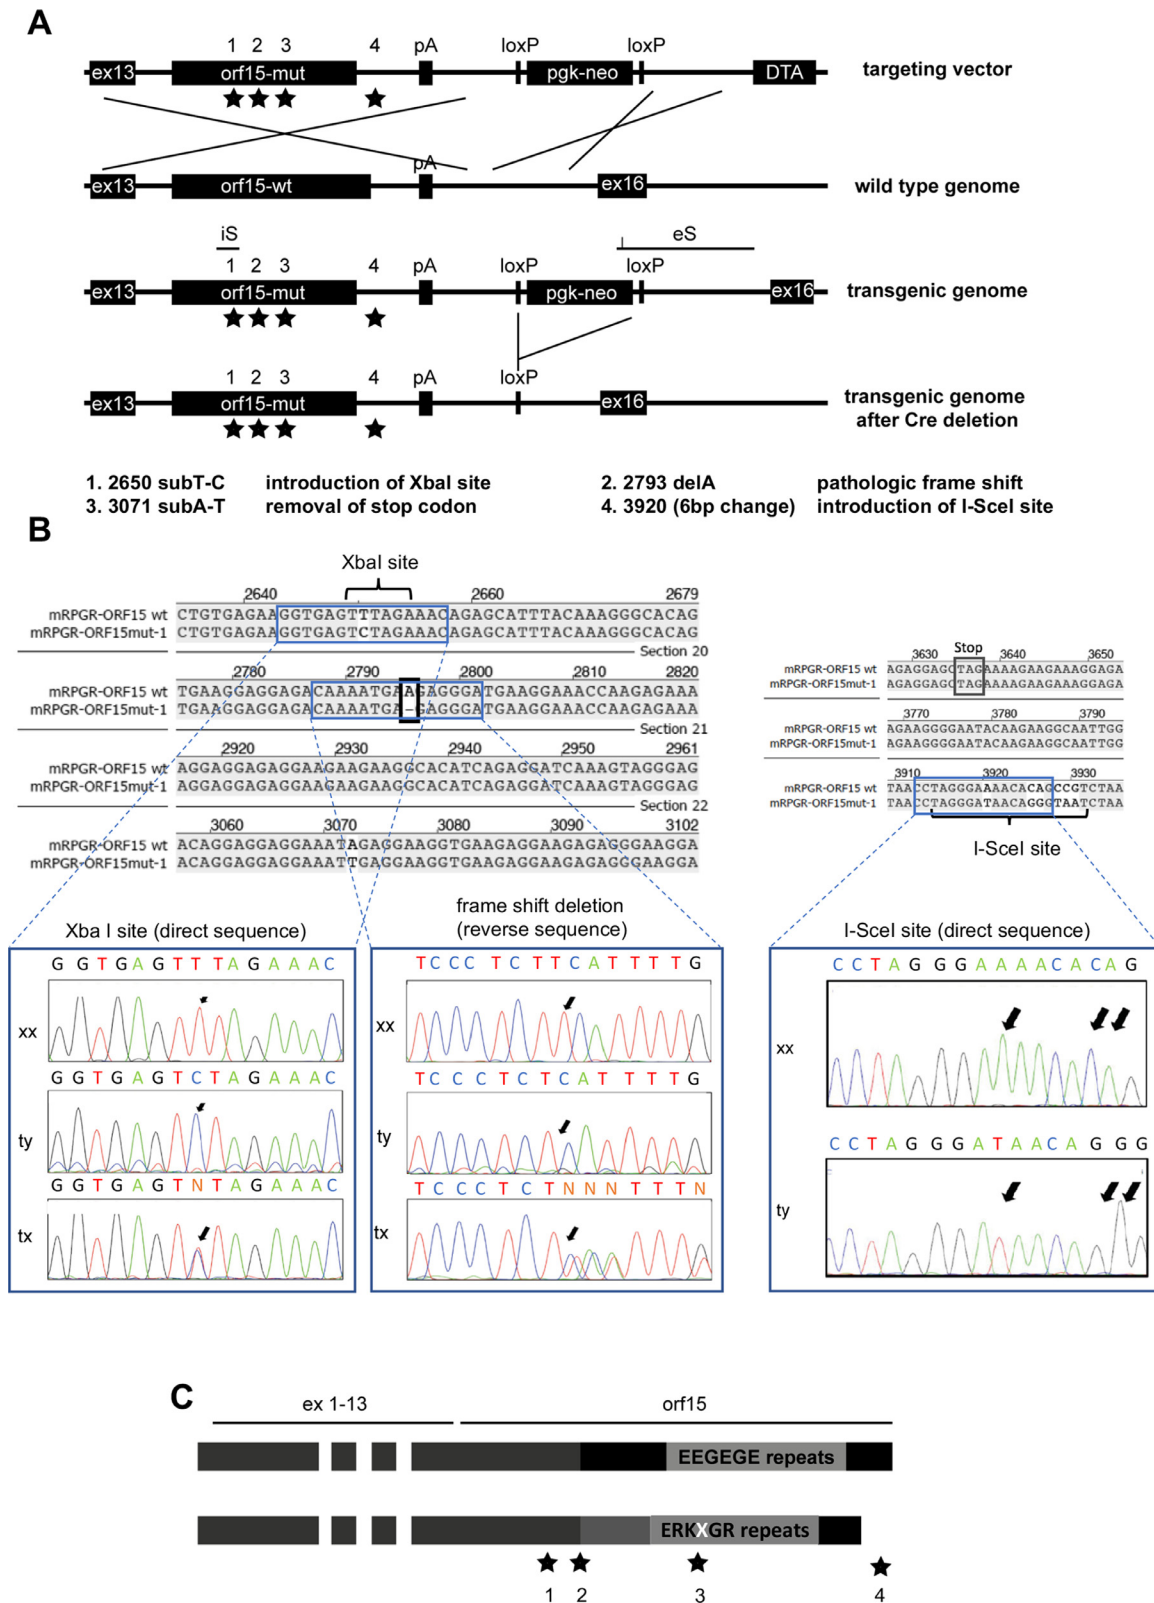 A
1 2 3 4 pA loxP loxP
ex13 orf15-mut pgk-neo DTA targeting vector
pA
ex13 orf15-wt ex16 wild type genome
iS eS
1 2 3 4 pA loxP loxP
ex13 orf15-mut pgk-neo ex16 transgenic genome
1 2 3 4 pA loxP
ex13 orf15-mut ex16 transgenic genome
after Cre deletion
1. 2650 subT-C introduction of XbaI site 2. 2793 delA pathologic frame shift
3. 3071 subA-T removal of stop codon 4. 3920 (6bp change) introduction of I-SceI site
B
XbaI site
2640 2660 2679
mRPGR-ORF15 wt CTGTGAGAAGGTGAGTTTAGAAACAGAGCATTTACAAAGGGCACAG
mRPGR-ORF15mut-1 CTGTGAGAAGGTGAGTCTAGAAACAGAGCATTTACAAAGGGCACAG
Section 20
2780 2793 2800 2810 2820
mRPGR-ORF15 wt TGAAGGAGGAGACAAAATGAAGAGGGATGAAGGAAACCAAGAGAAA
mRPGR-ORF15mut-1 TGAAGGAGGAGACAAAATGA-GAGGGATGAAGGAAACCAAGAGAAA
Section 21
2920 2930 2940 2950 2961
mRPGR-ORF15 wt AGGAGGAGAGGAAGAAGAAGGCACATCAGAGGATCAAAGTAGGGAG
mRPGR-ORF15mut-1 AGGAGGAGAGGAAGAAGAAGGCACATCAGAGGATCAAAGTAGGGAG
Section 22
3060 3071 3080 3090 3102
mRPGR-ORF15 wt ACAGGAGGAGGAAATAGAGGAAGGTGAAGAGGAAGAGAGGGAAGGA
mRPGR-ORF15mut-1 ACAGGAGGAGGAAATTGAGGAAGGTGAAGAGGAAGAGAGGGAAGGA
Stop
3630 3640 3650
mRPGR-ORF15 wt AGAGGAGCTAGAAAAGAAGAAAGGAGA
mRPGR-ORF15mut-1 AGAGGAGCTAGAAAAGAAGAAAGGAGA
3770 3780 3790
mRPGR-ORF15 wt AGAAGGGGAATACAAGAAGGCAATTGG
mRPGR-ORF15mut-1 AGAAGGGGAATACAAGAAGGCAATTGG
3910 3920 3930
mRPGR-ORF15 wt TAACCTAGGGAAAACACAGCCGTCTAA
mRPGR-ORF15mut-1 TAACCTAGGGATAACAGGGTAATCTAA
I-SceI site
Xba I site (direct sequence)
G G T G A G T T T A G A A A C
xx
G G T G A G T C T A G A A A C
ty
G G T G A G T N T A G A A A C
tx
frame shift deletion
(reverse sequence)
T C C C T C T T C A T T T T G
xx
T C C C T C T C A T T T T G
ty
T C C C T C T N N N T T T N
tx
I-SceI site (direct sequence)
C C T A G G G A A A A C A C A G
xx
C C T A G G G A T A A C A G G G
ty
C
ex 1-13 orf15
EEGEGE repeats
ERKXGR repeats
1 2 3 4